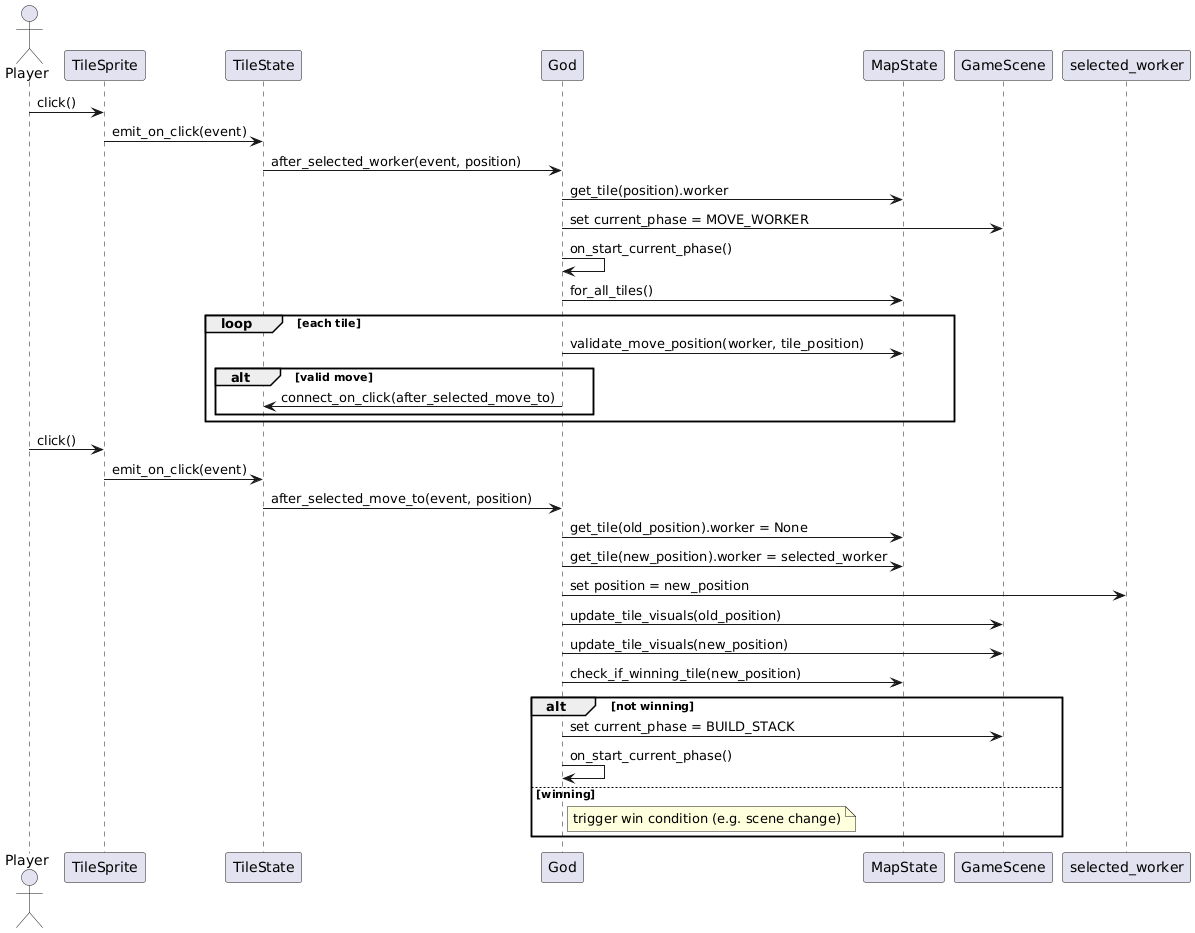 Player
TileSprite
TileState
God
MapState
GameScene
selected_worker
click()
emit_on_click(event)
after_selected_worker(event, position)
get_tile(position).worker
set current_phase = MOVE_WORKER
on_start_current_phase()
for_all_tiles()
loop [each tile]
validate_move_position(worker, tile_position)
alt [valid move]
connect_on_click(after_selected_move_to)
click()
emit_on_click(event)
after_selected_move_to(event, position)
get_tile(old_position).worker = None
get_tile(new_position).worker = selected_worker
set position = new_position
update_tile_visuals(old_position)
update_tile_visuals(new_position)
check_if_winning_tile(new_position)
alt [not winning]
set current_phase = BUILD_STACK
on_start_current_phase()
[winning]
trigger win condition (e.g. scene change)
Player
TileSprite
TileState
God
MapState
GameScene
selected_worker